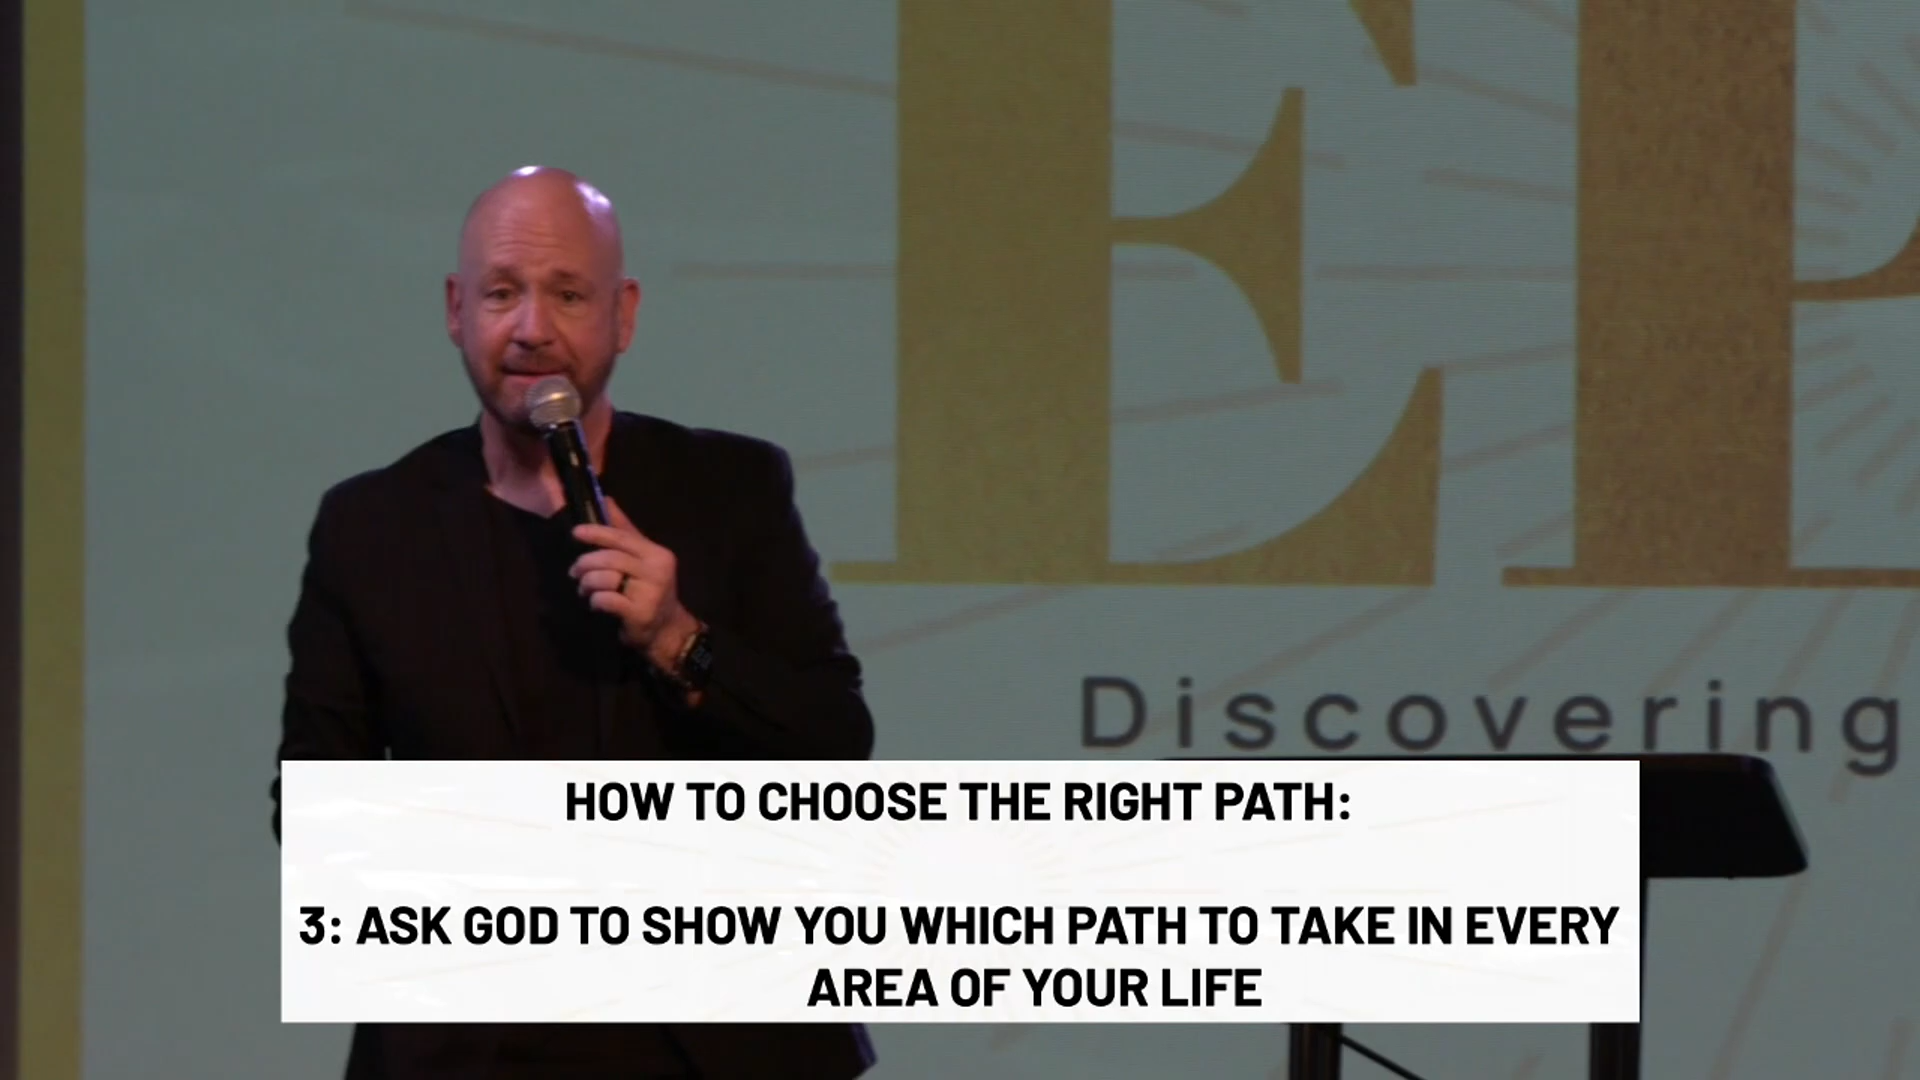 E
Discovering
HOW TO CHOOSE THE RIGHT PATH:
3: ASK GOD TO SHOW YOU WHICH PATH TO TAKE IN EVERY
AREA OF YOUR LIFE